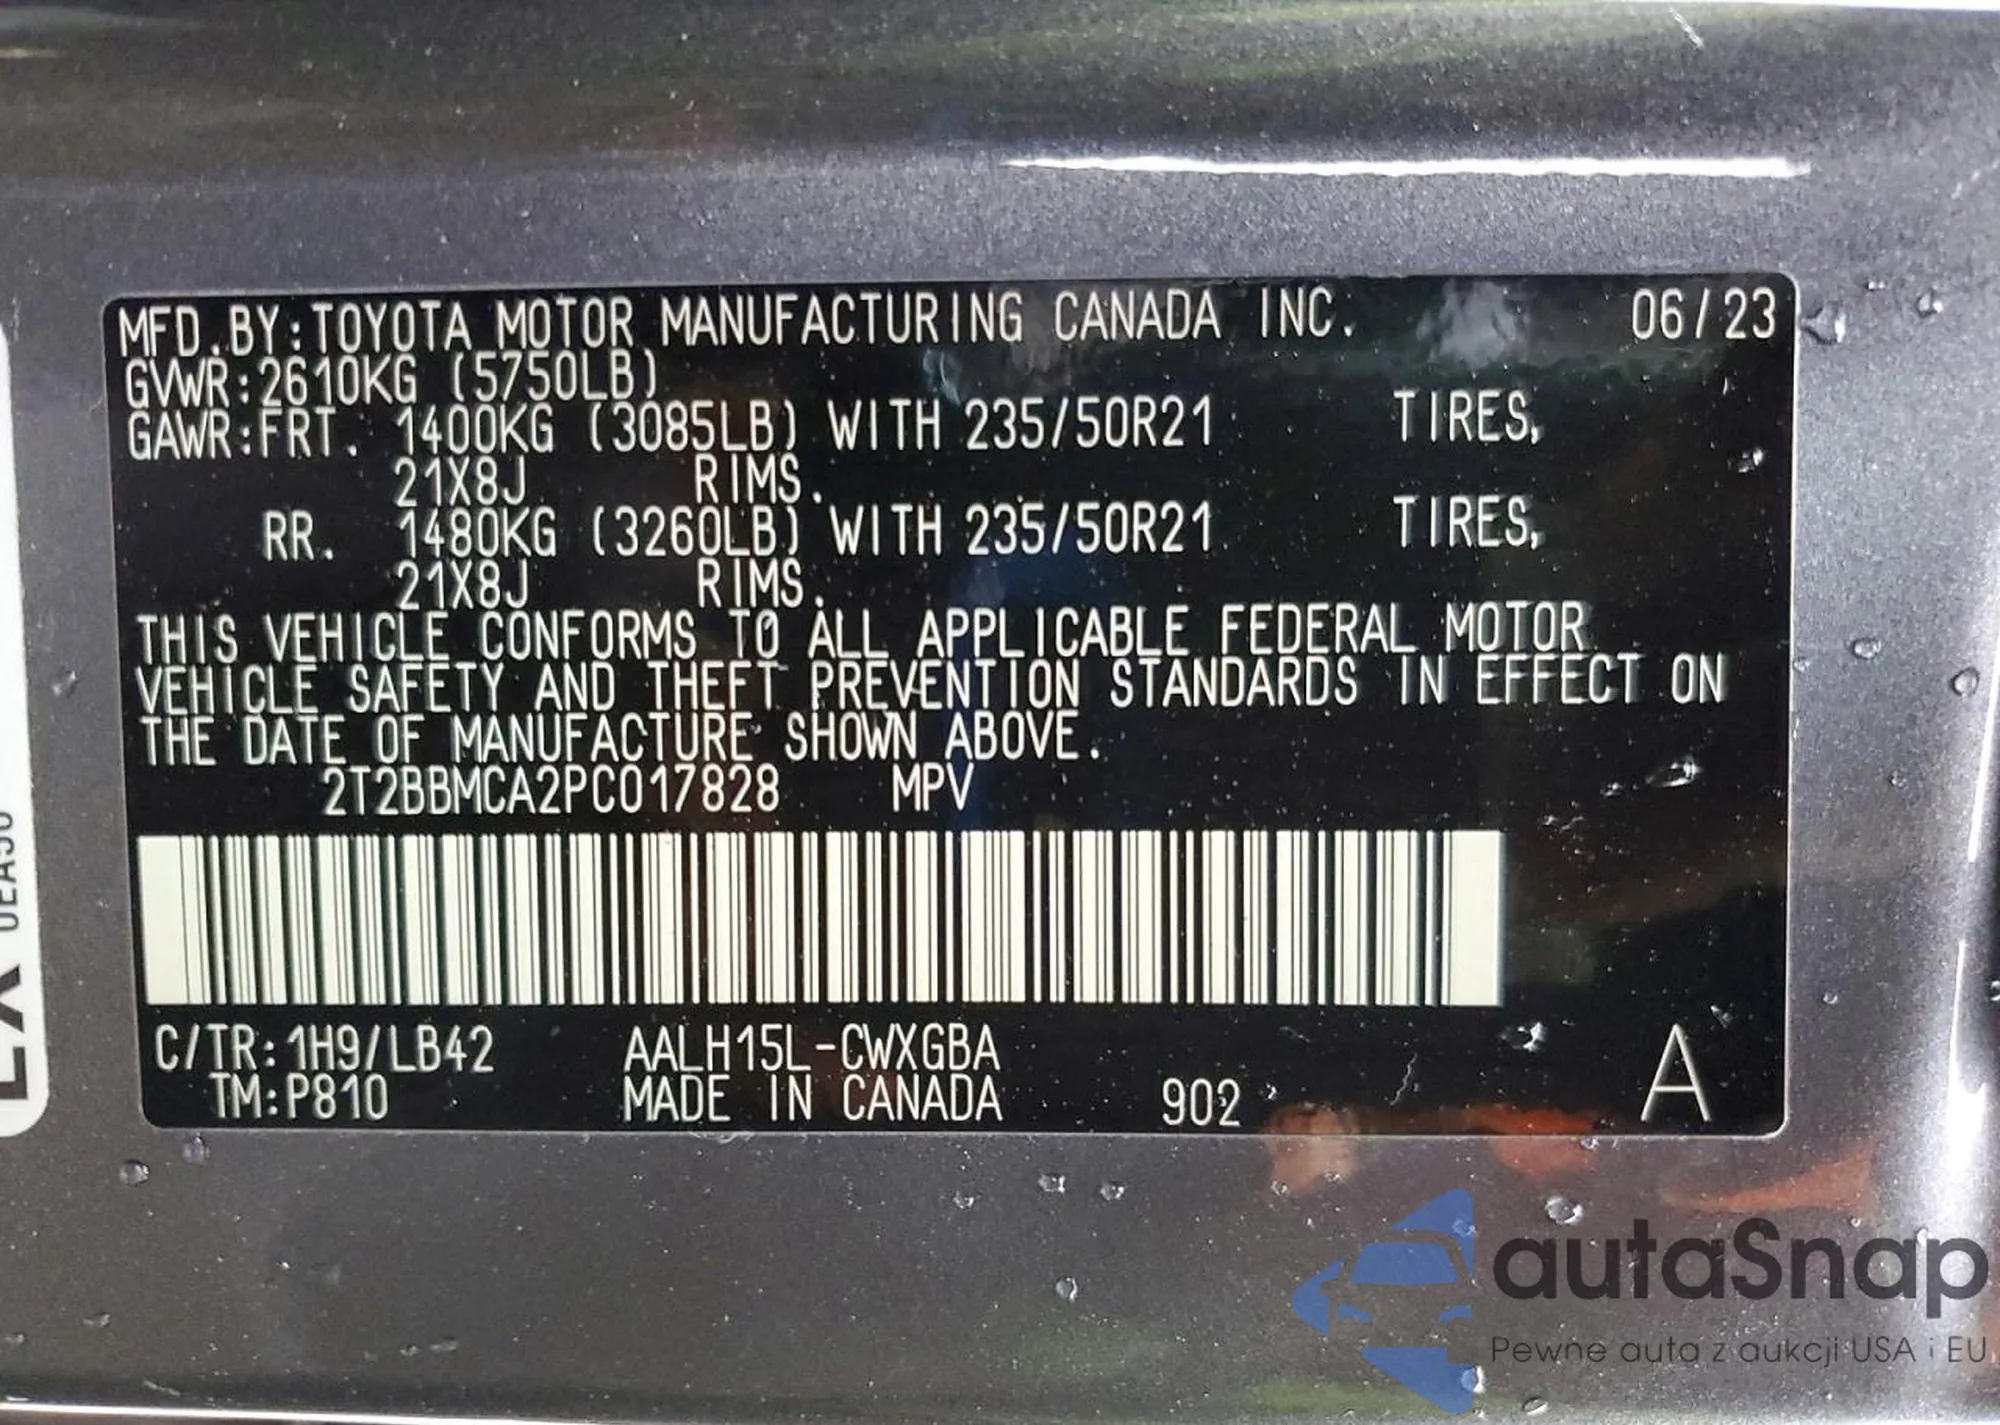 MFD.BY:TOYOTA MOTOR MANUFACTURING CANADA INC. 06/23
GVWR:2610KG (5750LB)
GAWR:FRT. 1400KG (3085LB) WITH 235/50R21 TIRES,
21X8J RIMS.
RR. 1480KG (3260LB) WITH 235/50R21 TIRES,
21X8J RIMS.
THIS VEHICLE CONFORMS TO ALL APPLICABLE FEDERAL MOTOR
VEHICLE SAFETY AND THEFT PREVENTION STANDARDS IN EFFECT ON
THE DATE OF MANUFACTURE SHOWN ABOVE.
2T2BBMCA2PC017828 MPV
C/TR:1H9/LB42 AALH15L-CWXGBA
TM:P810 MADE IN CANADA 902 A
autaSnap
Pewne auta z aukcji USA i EU